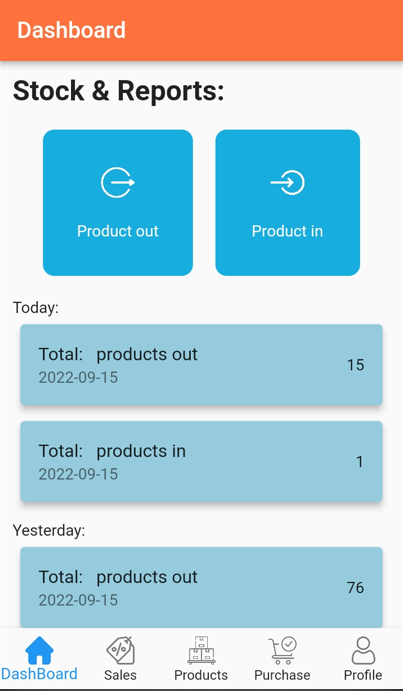 Dashboard
Stock & Reports:
Product out
Product in
Today:
Total: products out
15
2022-09-15
Total: products in
1
2022-09-15
Yesterday:
Total: products out
76
2022-09-15
DashBoard
Sales
Products
Purchase
Profile